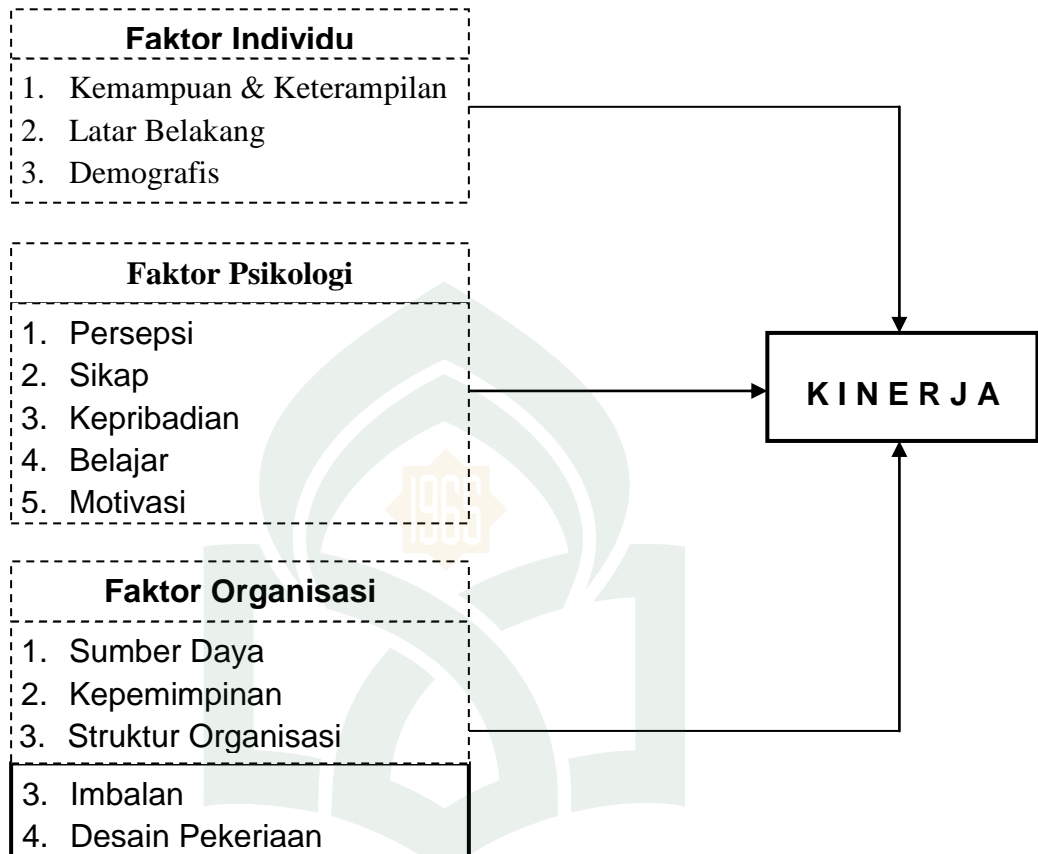 Faktor Individu
1. Kemampuan & Keterampilan
2. Latar Belakang
3. Demografis
Faktor Psikologi
1. Persepsi
2. Sikap
3. Kepribadian
4. Belajar
5. Motivasi
KINERJA
1965
Faktor Organisasi
1. Sumber Daya
2. Kepemimpinan
3. Struktur Organisasi
3. Imbalan
4. Desain Pekerjaan